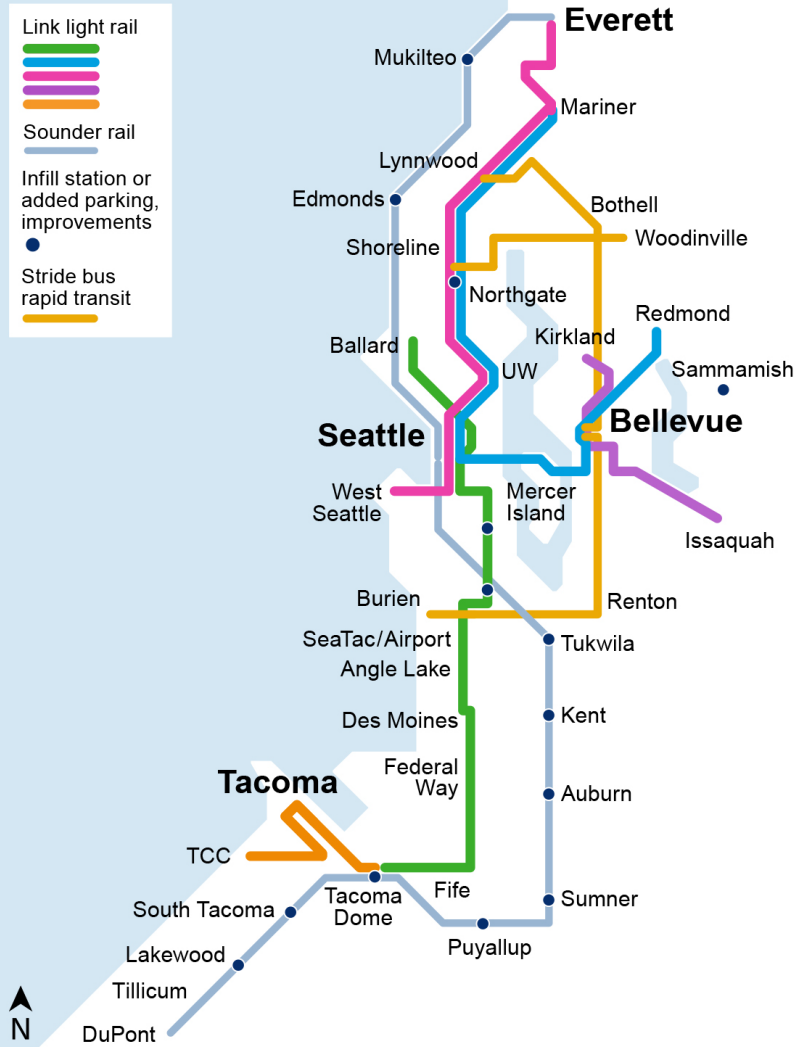 Link light rail
Sounder rail
Infill station or
added parking,
improvements
Stride bus
rapid transit
Everett
Mukilteo
Mariner
Lynnwood
Edmonds
Bothell
Shoreline
Woodinville
Northgate
Redmond
Ballard
Kirkland
UW
Sammamish
Seattle
Bellevue
West
Seattle
Mercer
Island
Issaquah
Burien
Renton
SeaTac/Airport
Tukwila
Angle Lake
Des Moines
Kent
Federal
Way
Tacoma
Auburn
TCC
Fife
Tacoma
Dome
Sumner
South Tacoma
Puyallup
Lakewood
Tillicum
DuPont
N